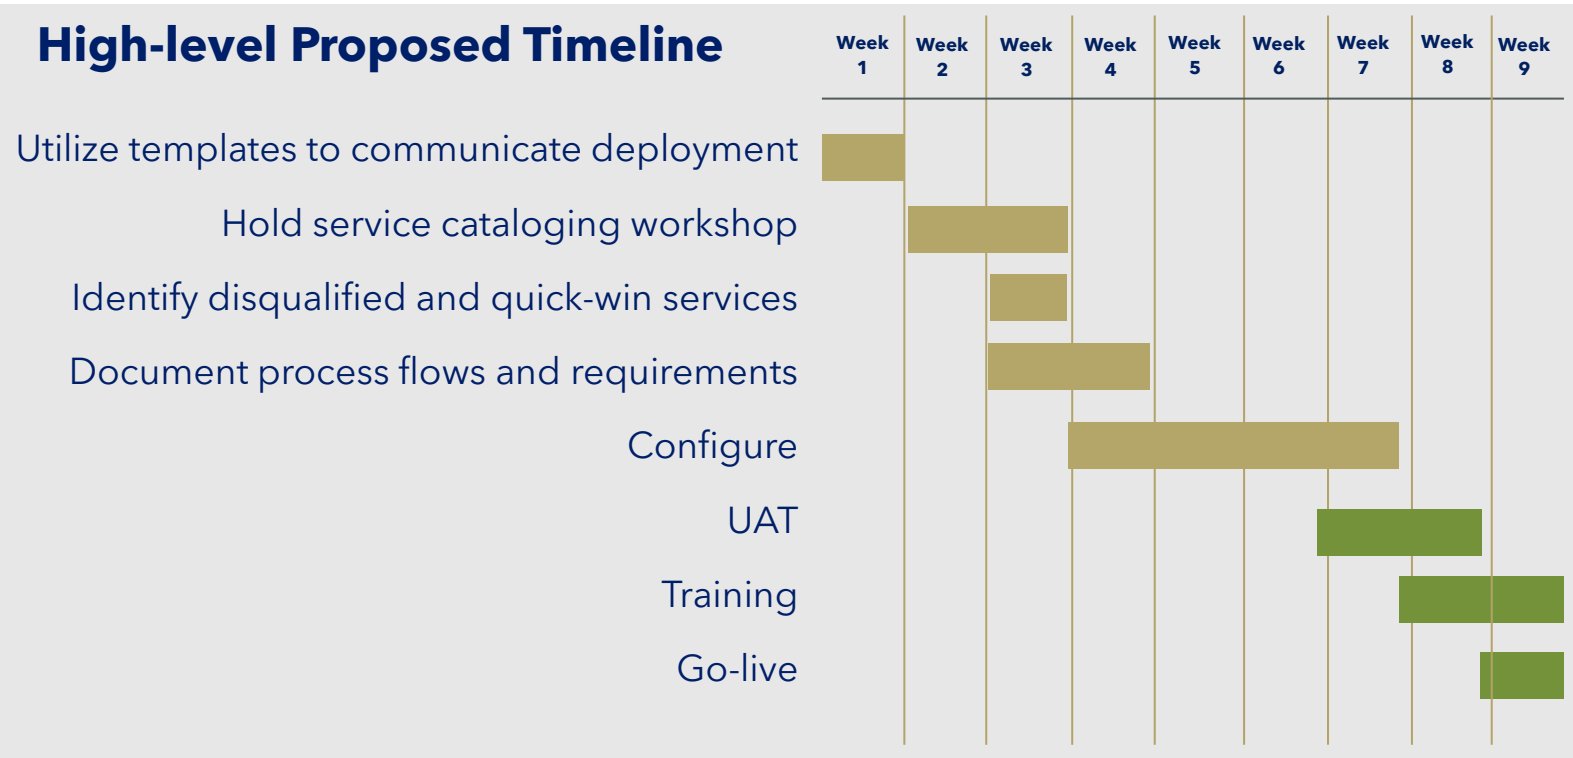 High-level Proposed Timeline
Week 1
Week 2
Week 3
Week 4
Week 5
Week 6
Week 7
Week 8
Week 9
Utilize templates to communicate deployment
Hold service cataloging workshop
Identify disqualified and quick-win services
Document process flows and requirements
Configure
UAT
Training
Go-live